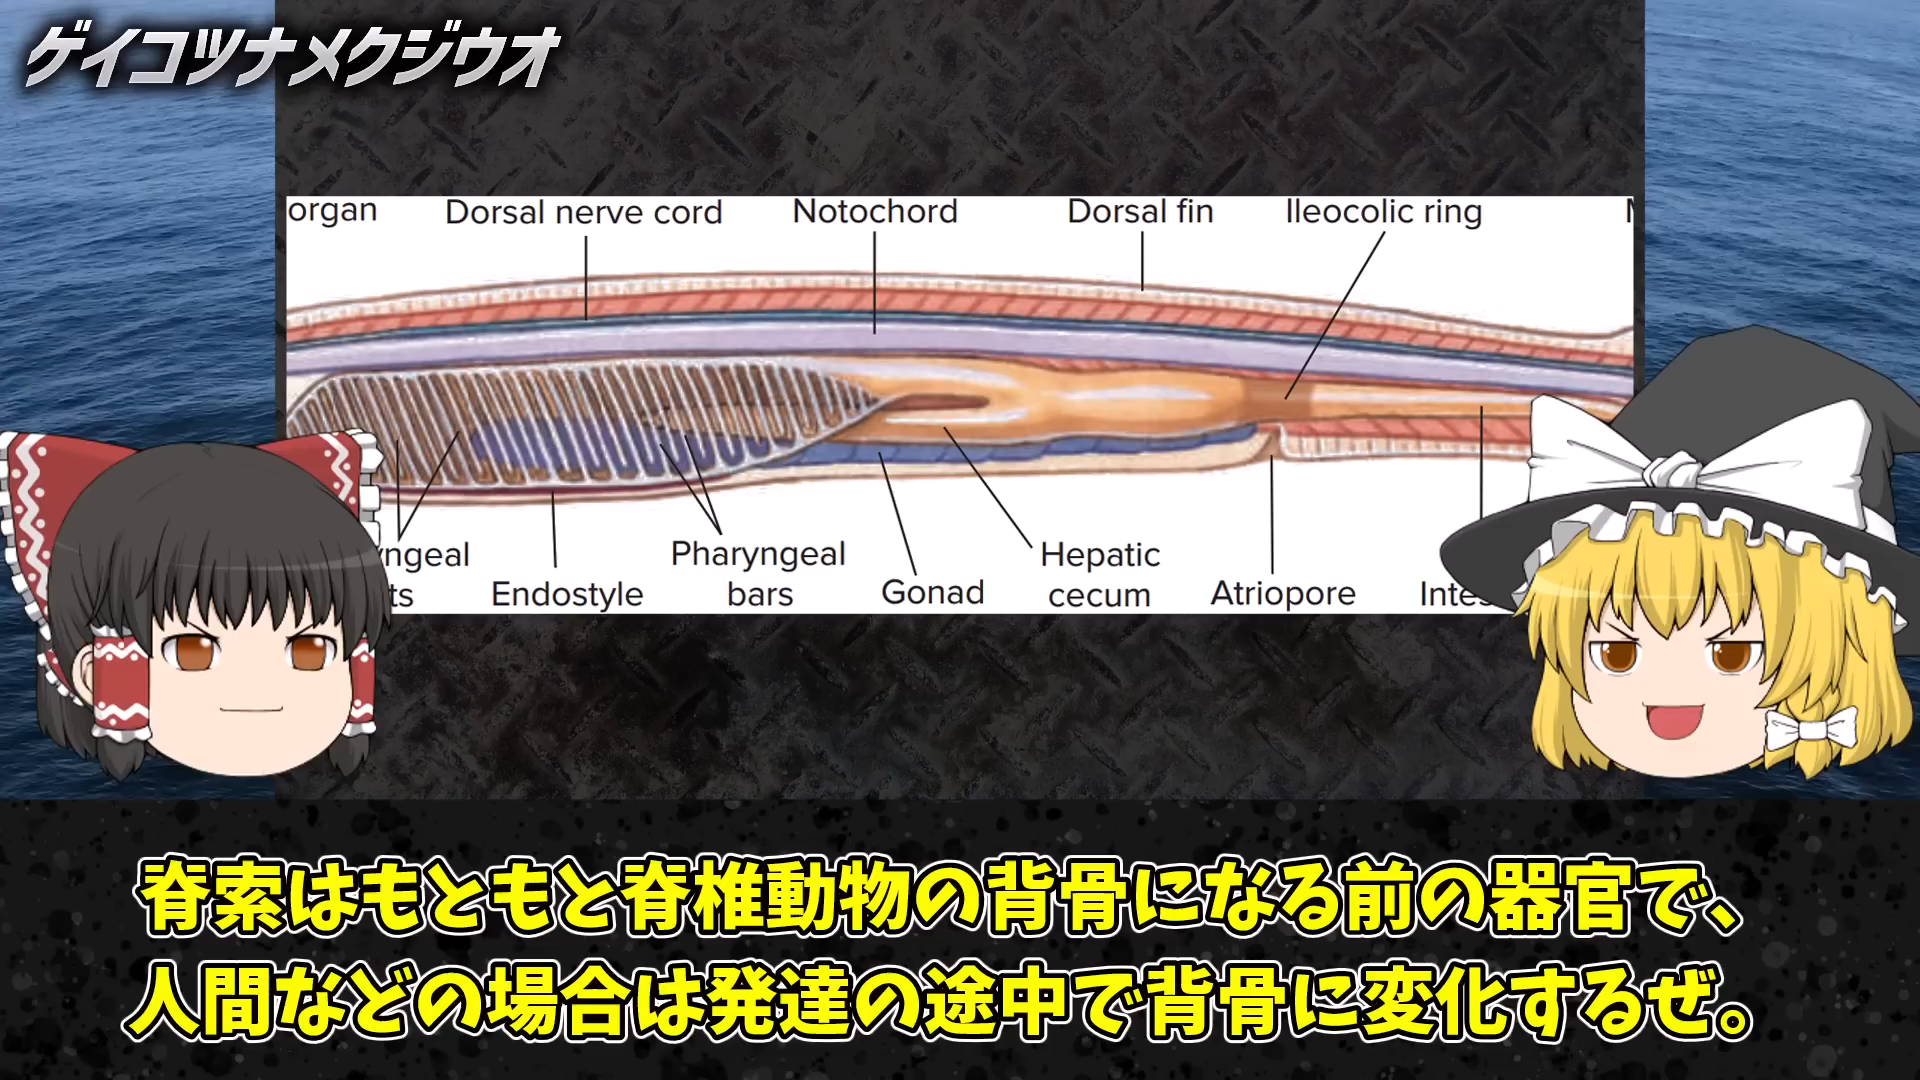 ゲイコツナメクジウオ
organ
Dorsal nerve cord
Notochord
Dorsal fin
Ileocolic ring
Pharyngeal
bars
Endostyle
Gonad
Hepatic
cecum
Atriopore
脊索はもともと脊椎動物の背骨になる前の器官で、
人間などの場合は発達の途中で背骨に変化するぜ。